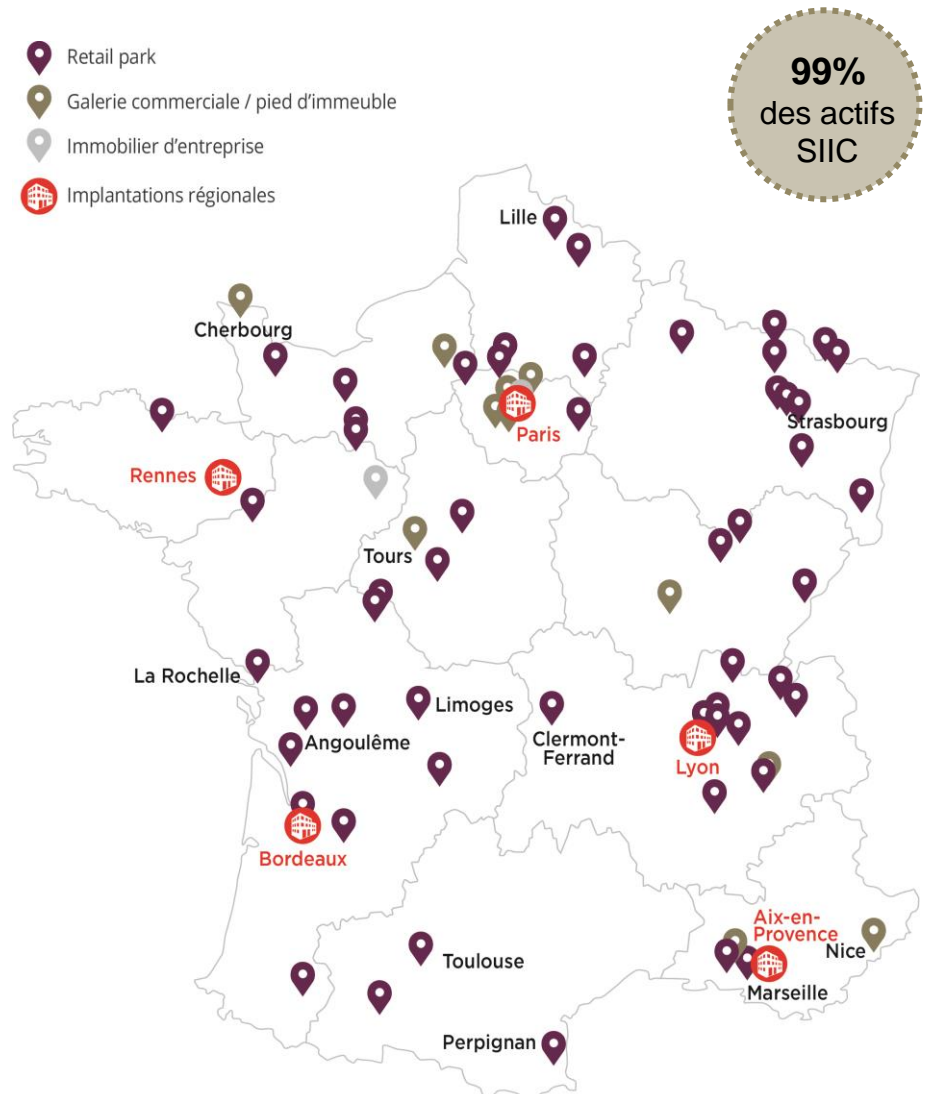 Retail park
Galerie commerciale / pied d’immeuble
Immobilier d’entreprise
Implantations régionales
99%
des actifs
SIIC
Lille
Cherbourg
Strasbourg
Paris
Rennes
Tours
La Rochelle
Limoges
Angoulême
Clermont-
Ferrand
Lyon
Bordeaux
Aix-en-
Provence
Nice
Toulouse
Marseille
Perpignan